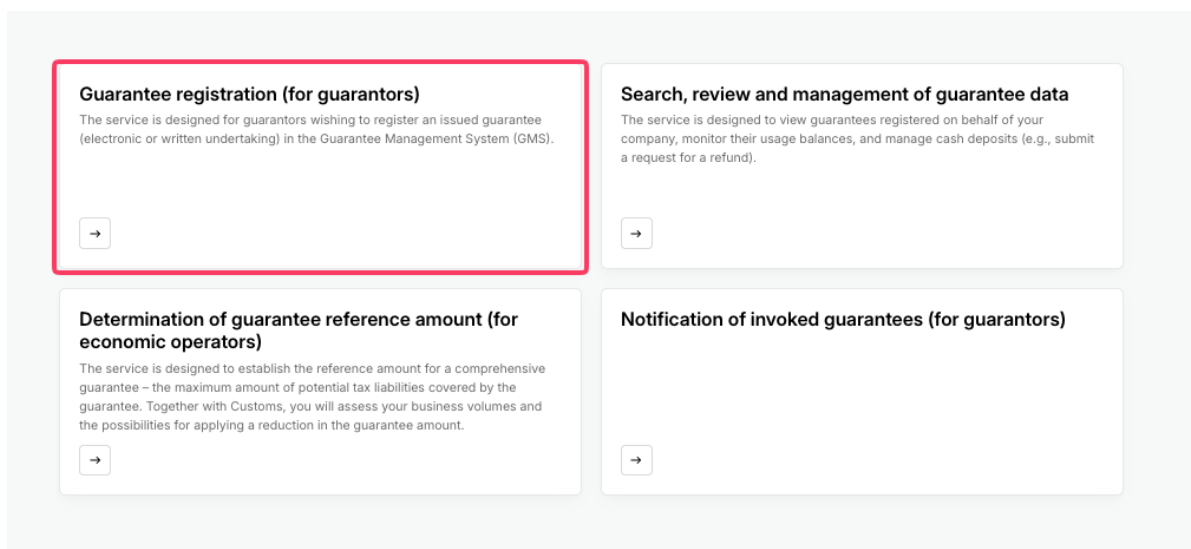 Guarantee registration (for guarantors)
The service is designed for guarantors wishing to register an issued guarantee
(electronic or written undertaking) in the Guarantee Management System (GMS).
→
Search, review and management of guarantee data
The service is designed to view guarantees registered on behalf of your
company, monitor their usage balances, and manage cash deposits (e.g., submit
a request for a refund).
→
Determination of guarantee reference amount (for
economic operators)
The service is designed to establish the reference amount for a comprehensive
guarantee – the maximum amount of potential tax liabilities covered by the
guarantee. Together with Customs, you will assess your business volumes and
the possibilities for applying a reduction in the guarantee amount.
→
Notification of invoked guarantees (for guarantors)
→